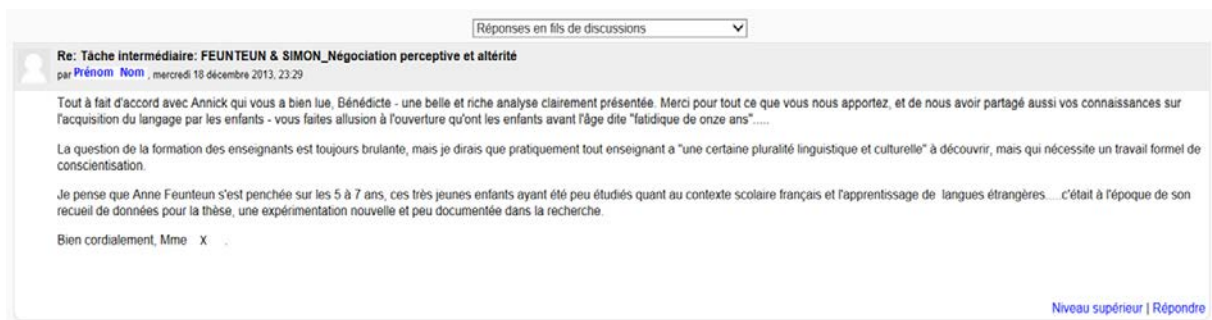 Réponses en fils de discussions
Re: Tâche intermédiaire: FEUNTEUN & SIMON_Négociation perceptive et altérité
par Prénom Nom , mercredi 18 décembre 2013, 23:29
Tout à fait d'accord avec Annick qui vous a bien lue, Bénédicte - une belle et riche analyse clairement présentée. Merci pour tout ce que vous nous apportez, et de nous avoir partagé aussi vos connaissances sur
l'acquisition du langage par les enfants - vous faites allusion à l'ouverture qu'ont les enfants avant l'âge dite "fatidique de onze ans".....
La question de la formation des enseignants est toujours brulante, mais je dirais que pratiquement tout enseignant a "une certaine pluralité linguistique et culturelle" à découvrir, mais qui nécessite un travail formel de
conscientisation.
Je pense que Anne Feunteun s'est penchée sur les 5 à 7 ans, ces très jeunes enfants ayant été peu étudiés quant au contexte scolaire français et l'apprentissage de langues étrangères.....c'était à l'époque de son
recueil de données pour la thèse, une expérimentation nouvelle et peu documentée dans la recherche.
Bien cordialement, Mme X .
Niveau supérieur | Répondre